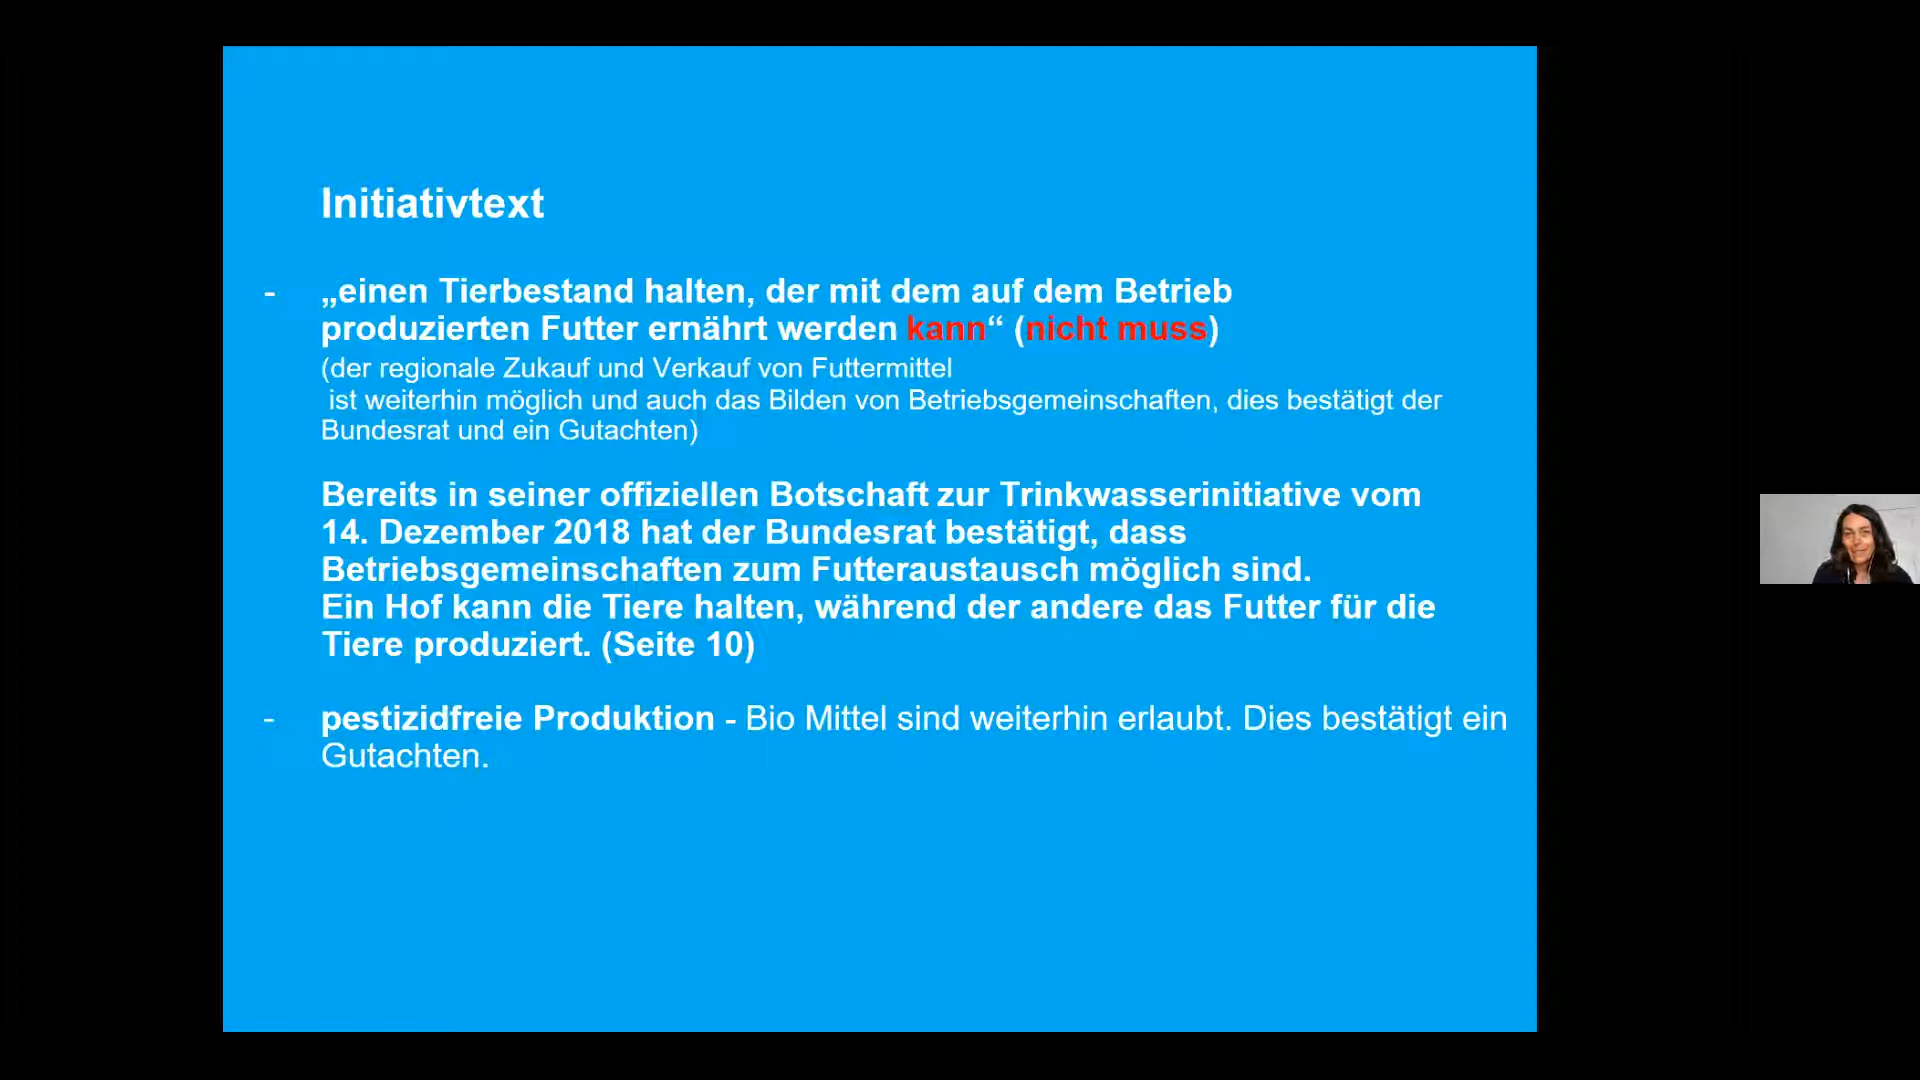 Initiativtext
- „einen Tierbestand halten, der mit dem auf dem Betrieb
produzierten Futter ernährt werden kann“ (nicht muss)
(der regionale Zukauf und Verkauf von Futtermittel
ist weiterhin möglich und auch das Bilden von Betriebsgemeinschaften, dies bestätigt der
Bundesrat und ein Gutachten)
Bereits in seiner offiziellen Botschaft zur Trinkwasserinitiative vom
14. Dezember 2018 hat der Bundesrat bestätigt, dass
Betriebsgemeinschaften zum Futteraustausch möglich sind.
Ein Hof kann die Tiere halten, während der andere das Futter für die
Tiere produziert. (Seite 10)
- pestizidfreie Produktion - Bio Mittel sind weiterhin erlaubt. Dies bestätigt ein
Gutachten.